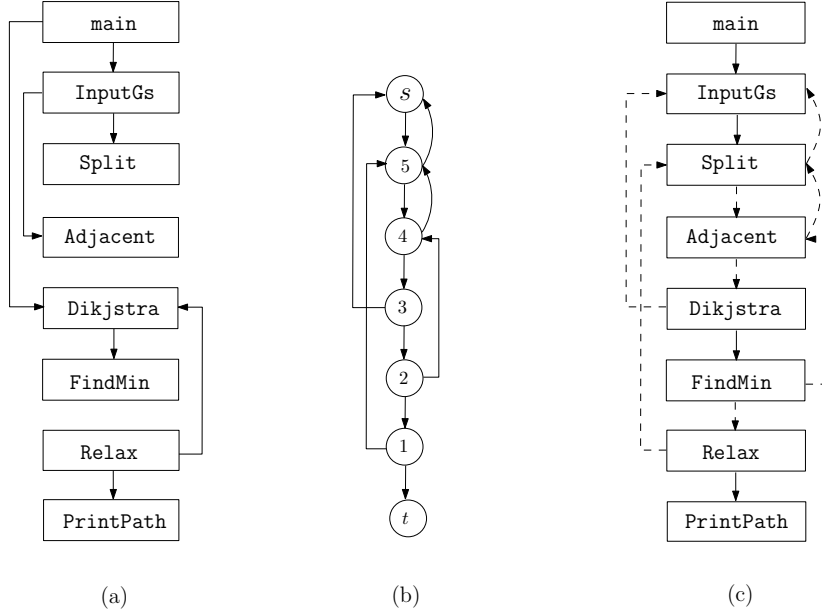 main
InputGs
Split
Adjacent
Dikjstra
FindMin
Relax
PrintPath
(a)
s
5
4
3
2
1
t
(b)
main
InputGs
Split
Adjacent
Dikjstra
FindMin
Relax
PrintPath
(c)